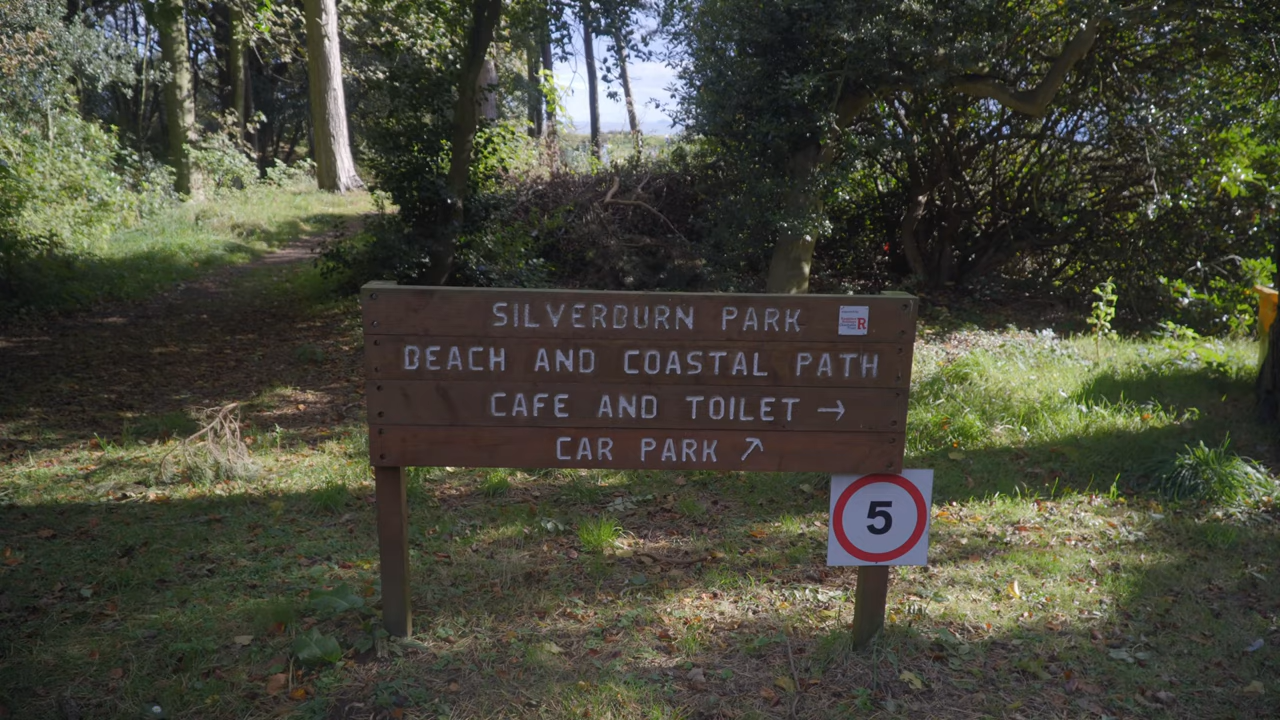 SILVERBURN PARK
R
BEACH AND COASTAL PATH
CAFE AND TOILET →
CAR PARK ↗
5